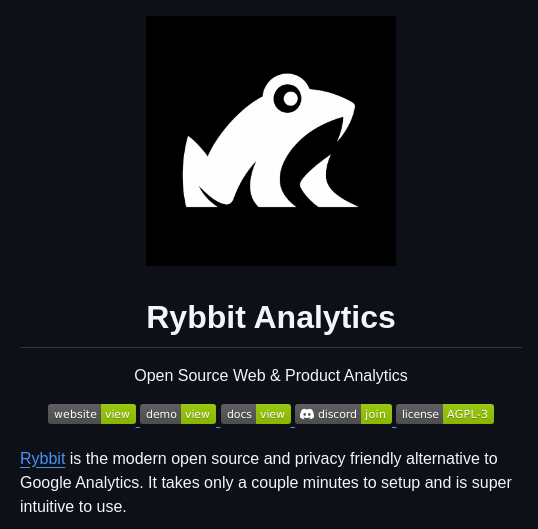 Rybbit Analytics
Open Source Web & Product Analytics
website view demo view docs view discord join license AGPL-3
Rybbit is the modern open source and privacy friendly alternative to
Google Analytics. It takes only a couple minutes to setup and is super
intuitive to use.